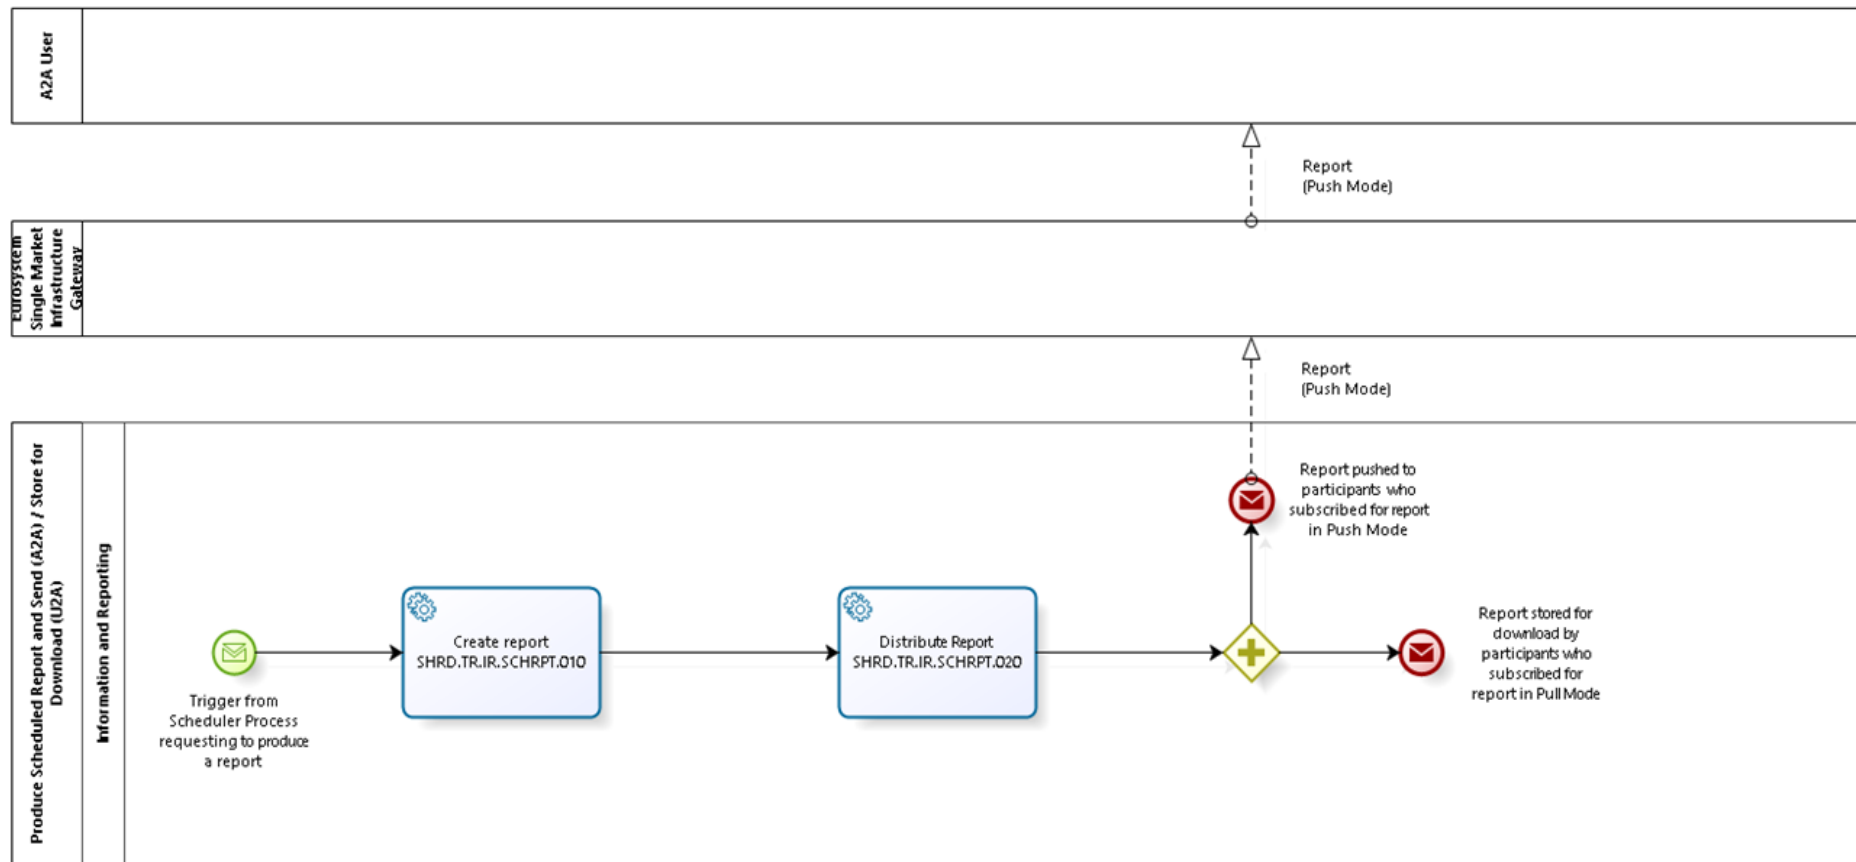 A2A User
Report
(Push Mode)
Eurosystem
Single Market
Infrastructure
Gateway
Report
(Push Mode)
Produce Scheduled Report and Send (A2A) / Store for
Download (U2A)
Information and Reporting
Report pushed to
participants who
subscribed for report
in Push Mode
Create report
SHRD.TR.IR.SCHRPT.010
Distribute Report
SHRD.TR.IR.SCHRPT.020
Report stored for
download by
participants who
subscribed for
report in Pull Mode
Trigger from
Scheduler Process
requesting to produce
a report